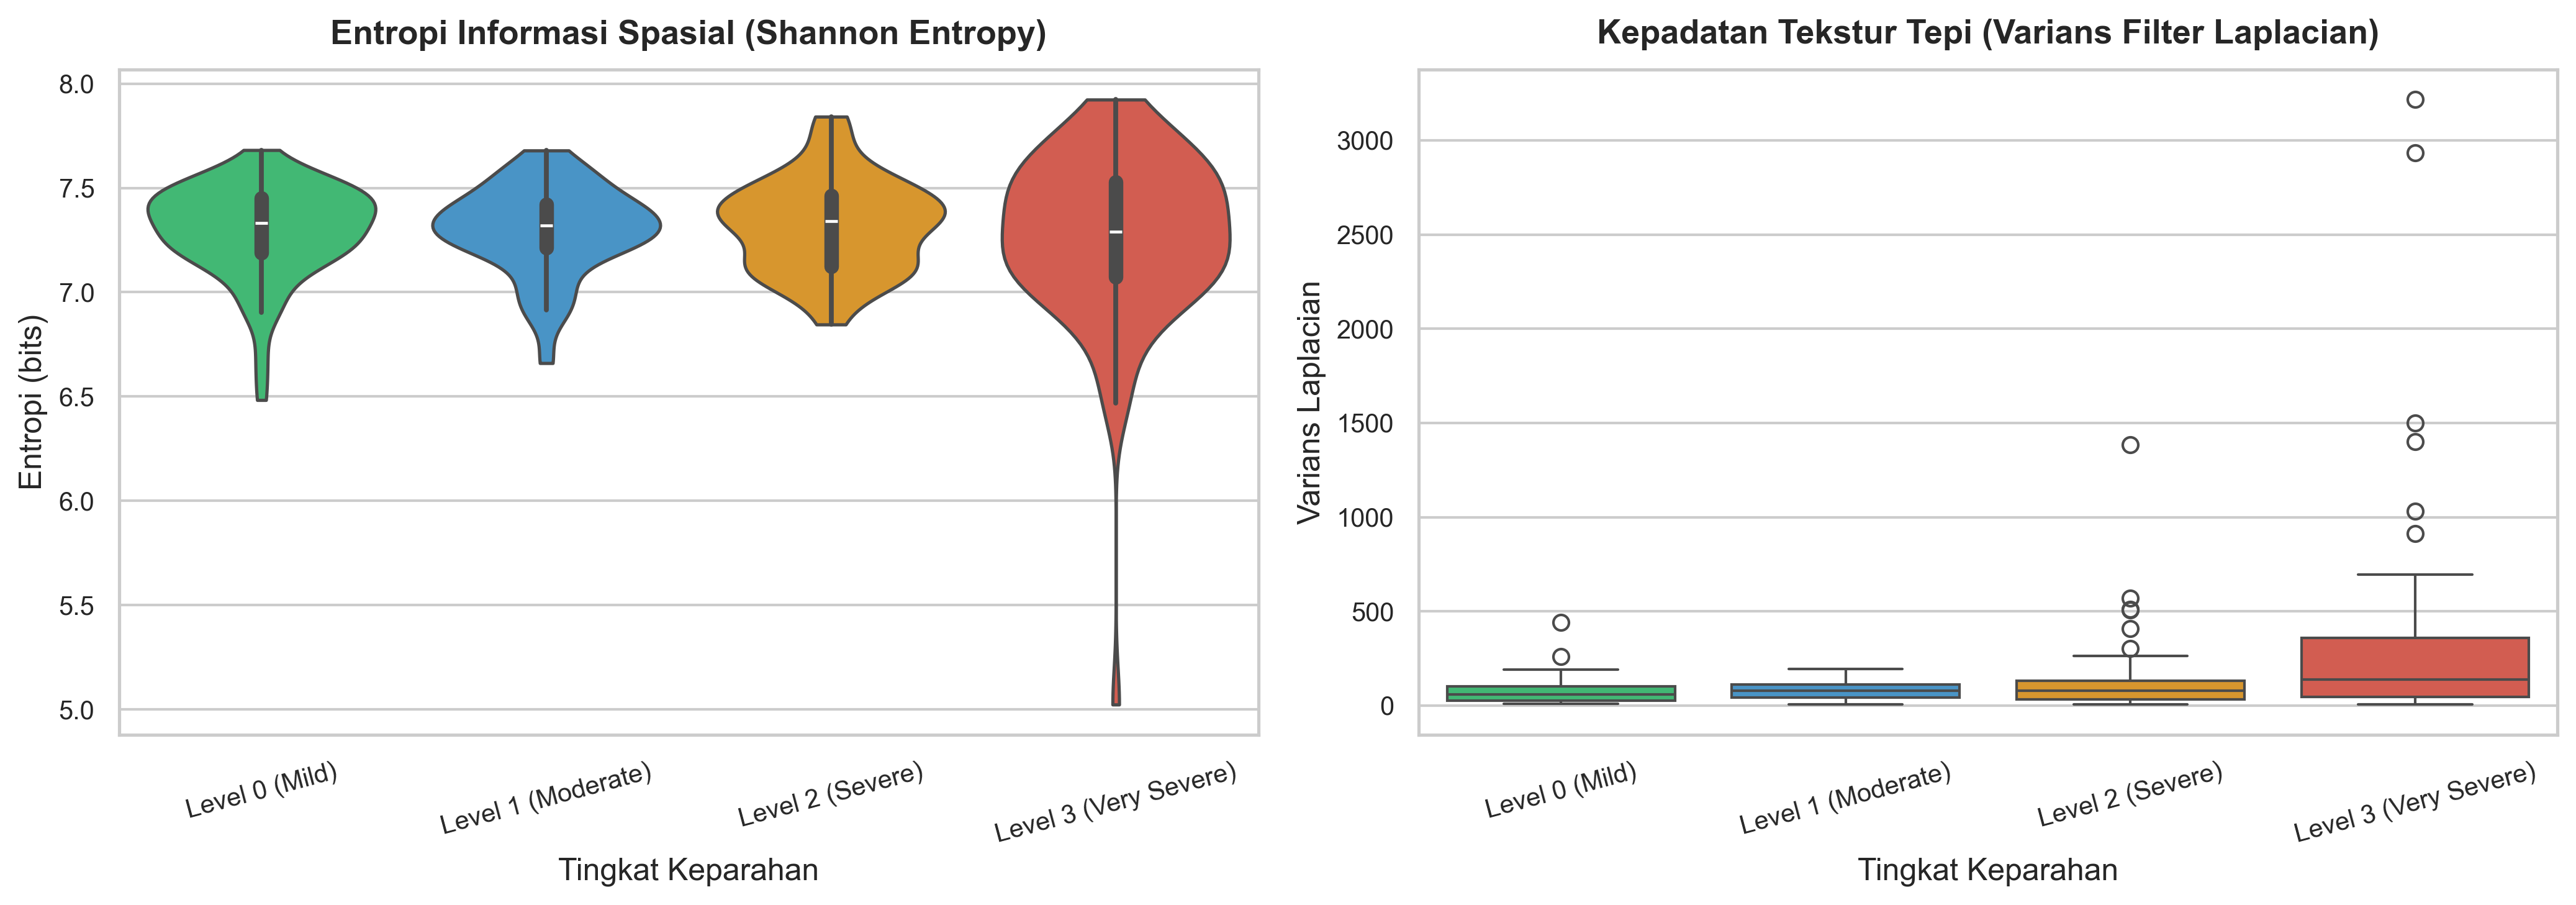 Entropi Informasi Spasial (Shannon Entropy)
Entropi (bits)
8.0
7.5
7.0
6.5
6.0
5.5
5.0
Level 0 (Mild)
Level 1 (Moderate)
Level 2 (Severe)
Level 3 (Very Severe)
Tingkat Keparahan
Kepadatan Tekstur Tepi (Varians Filter Laplacian)
Varians Laplacian
3000
2500
2000
1500
1000
500
0
Level 0 (Mild)
Level 1 (Moderate)
Level 2 (Severe)
Level 3 (Very Severe)
Tingkat Keparahan